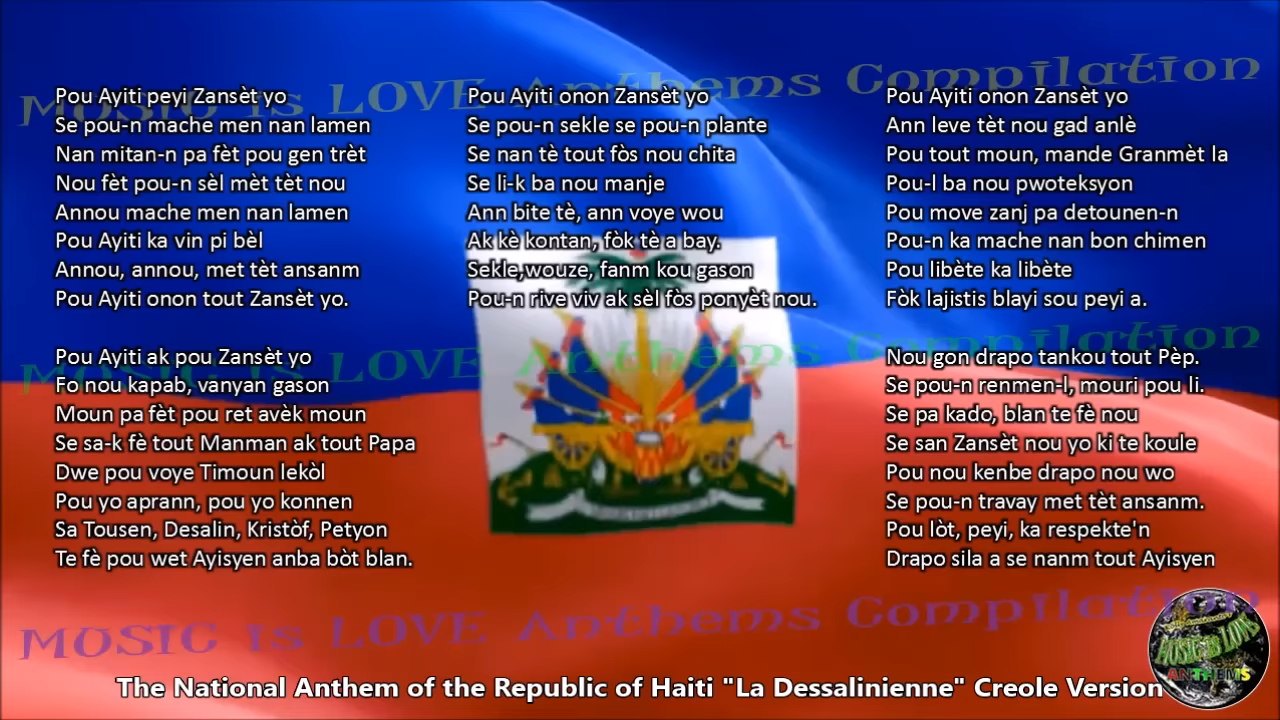 Pou Ayiti peyi Zansèt yo
Se pou-n mache men nan lamen
Nan mitan-n pa fèt pou gen trèt
Nou fèt pou-n sèl mèt tèt nou
Annou mache men nan lamen
Pou Ayiti ka vin pi bèl
Annou, annou, met tèt ansanm
Pou Ayiti onon tout Zansèt yo.
Pou Ayiti ak pou Zansèt yo
Fo nou kapab, vanyan gason
Moun pa fèt pou ret avèk moun
Se sa-k fè tout Manman ak tout Papa
Dwe pou voye Timoun lekòl
Pou yo aprann, pou yo konnen
Sa Tousen, Desalin, Kristòf, Petyon
Te fè pou wet Ayisyen anba bòt blan.
Pou Ayiti onon Zansèt yo
Se pou-n sekle se pou-n plante
Se nan tè tout fòs nou chita
Se li-k ba nou manje
Ann bite tè, ann voye wou
Ak kè kontan, fòk tè a bay.
Sekle,wouze, fanm kou gason
Pou-n rive viv ak sèl fòs ponyèt nou.
Pou Ayiti onon Zansèt yo
Ann leve tèt nou gad anlè
Pou tout moun, mande Granmèt la
Pou-l ba nou pwoteksyon
Pou move zanj pa detounen-n
Pou-n ka mache nan bon chimen
Pou libète ka libète
Fòk lajistis blayi sou peyi a.
Nou gon drapo tankou tout Pèp.
Se pou-n renmen-l, mouri pou li.
Se pa kado, blan te fè nou
Se san Zansèt nou yo ki te koule
Pou nou kenbe drapo nou wo
Se pou-n travay met tèt ansanm.
Pou lòt, peyi, ka respekte'n
Drapo sila a se nanm tout Ayisyen
MUSIC is LOVE Anthems Compilation
MUSIC is LOVE Anthems Compilation
MUSIC is LOVE Anthems Compilation
MUSIC IS LOVE
ANTHEMS
The National Anthem of the Republic of Haiti "La Dessalinienne" Creole Version